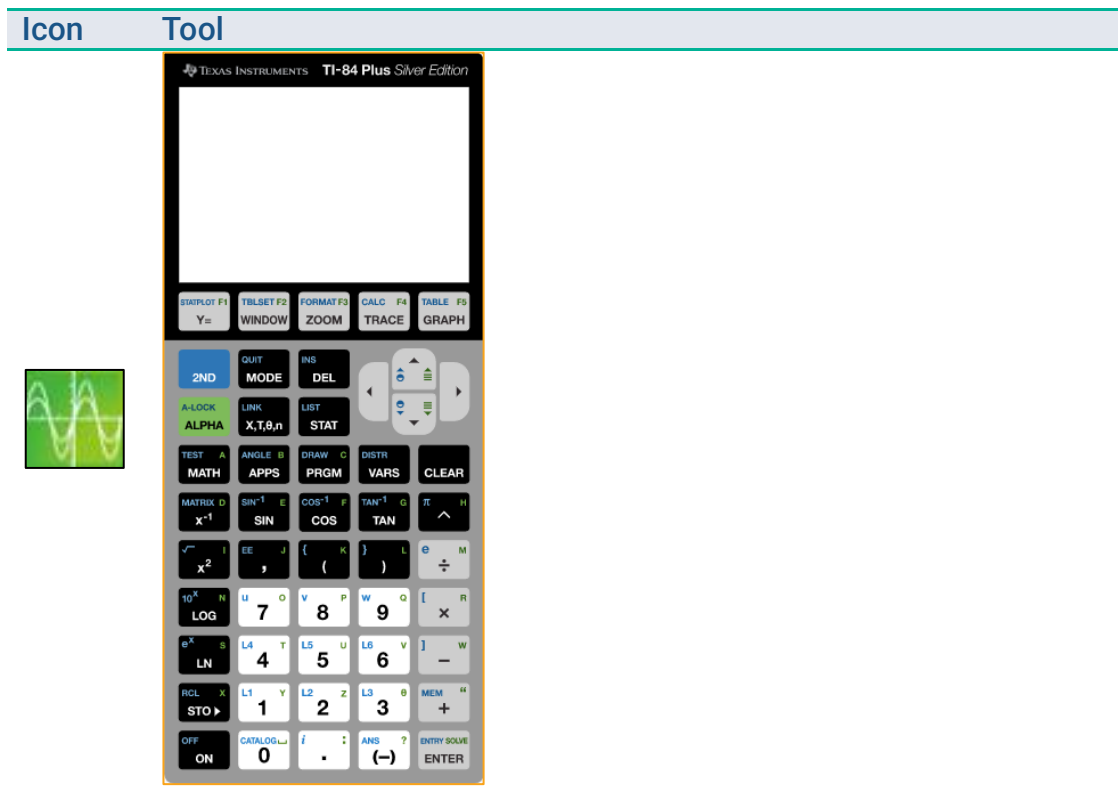 Icon Tool
TEXAS INSTRUMENTS TI-84 Plus Silver Edition
STATPLOT F1 TBLSET F2 FORMAT F3 CALC F4 TABLE F5
Y= WINDOW ZOOM TRACE GRAPH
QUIT INS
2ND MODE DEL
A-LOCK LINK LIST
ALPHA X,T,θ,n STAT
TEST A ANGLE B DRAW C DISTR
MATH APPS PRGM VARS CLEAR
MATRIX D SIN⁻¹ E COS⁻¹ F TAN⁻¹ G π H
x⁻¹ SIN COS TAN ^
√ I EE J { K } L e M
x² , ( ) ÷
10ˣ N u O v P w Q [ R
LOG 7 8 9 ×
eˣ S L4 T L5 U L6 V ] W
LN 4 5 6 −
RCL X L1 Y L2 Z L3 θ MEM "
STO▸ 1 2 3 +
OFF CATALOG ⎵ i : ANS ? ENTRY SOLVE
ON 0 . (−) ENTER